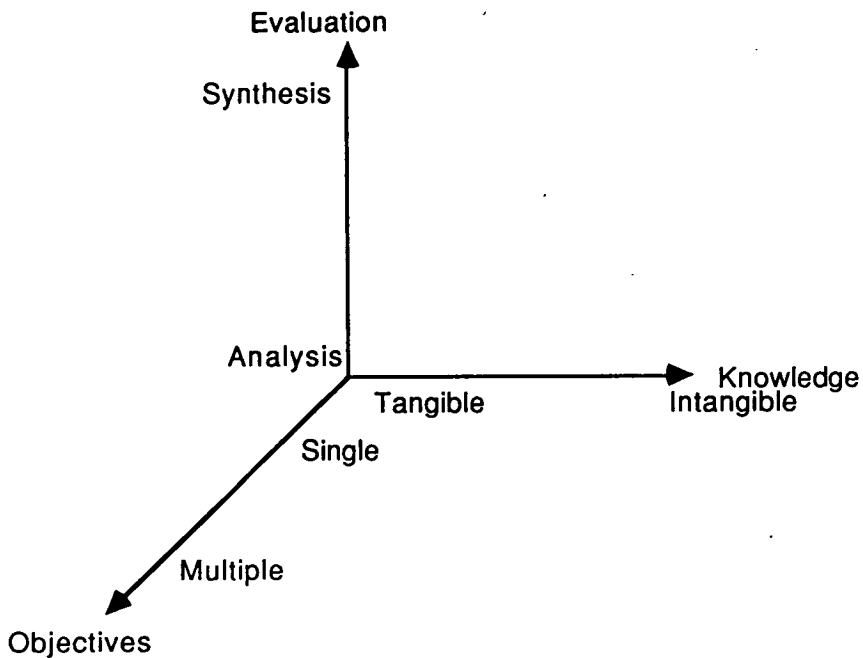 Evaluation
Synthesis
Analysis
Knowledge
Tangible
Intangible
Single
Multiple
Objectives